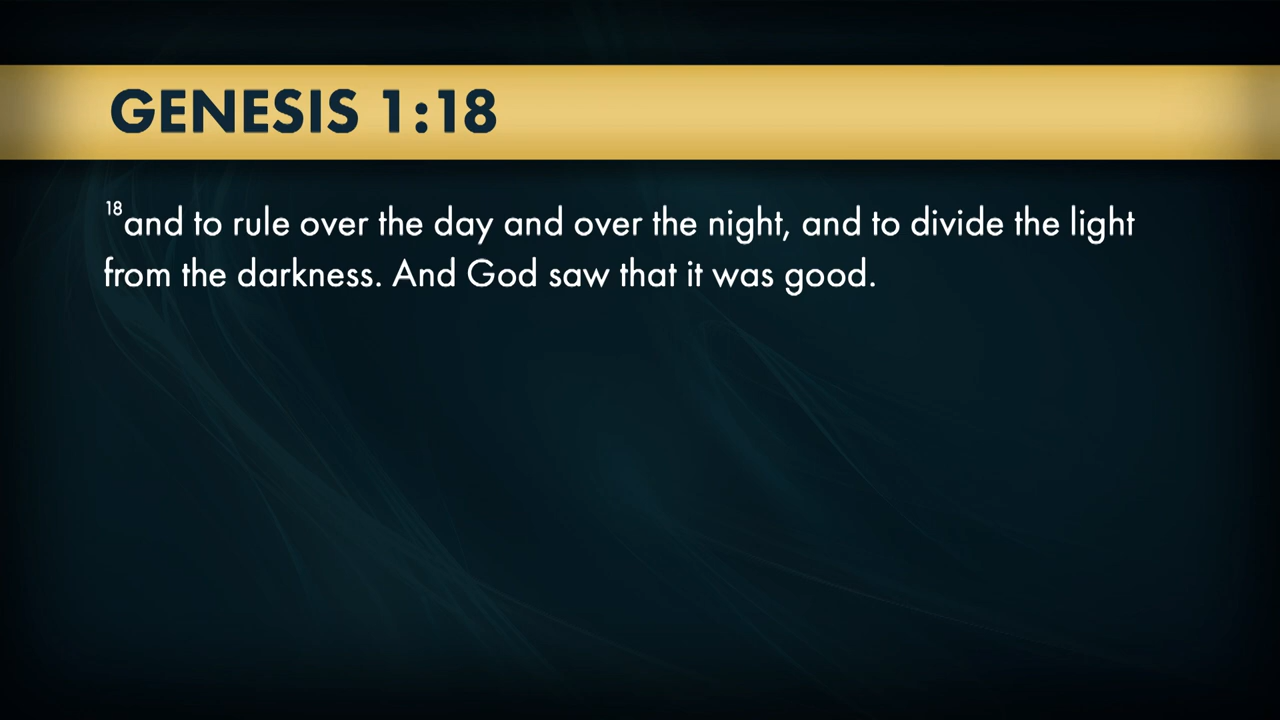 GENESIS 1:18
18and to rule over the day and over the night, and to divide the light
from the darkness. And God saw that it was good.